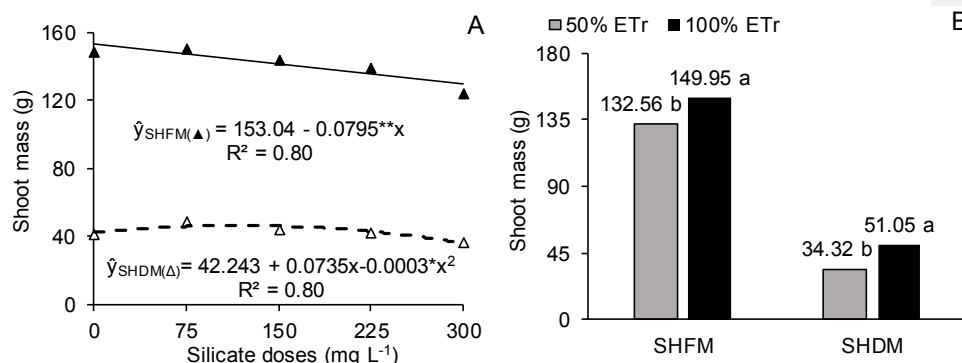 A
Shoot mass (g)
160
120
80
40
0
ŷSHFM(▲) = 153.04 - 0.0795**x
R² = 0.80
ŷSHDM(Δ)= 42.243 + 0.0735x-0.0003*x²
R² = 0.80
0 75 150 225 300
Silicate doses (mg L⁻¹)
50% ETr 100% ETr
B
Shoot mass (g)
180
135
90
45
0
132.56 b 149.95 a
34.32 b 51.05 a
SHFM SHDM